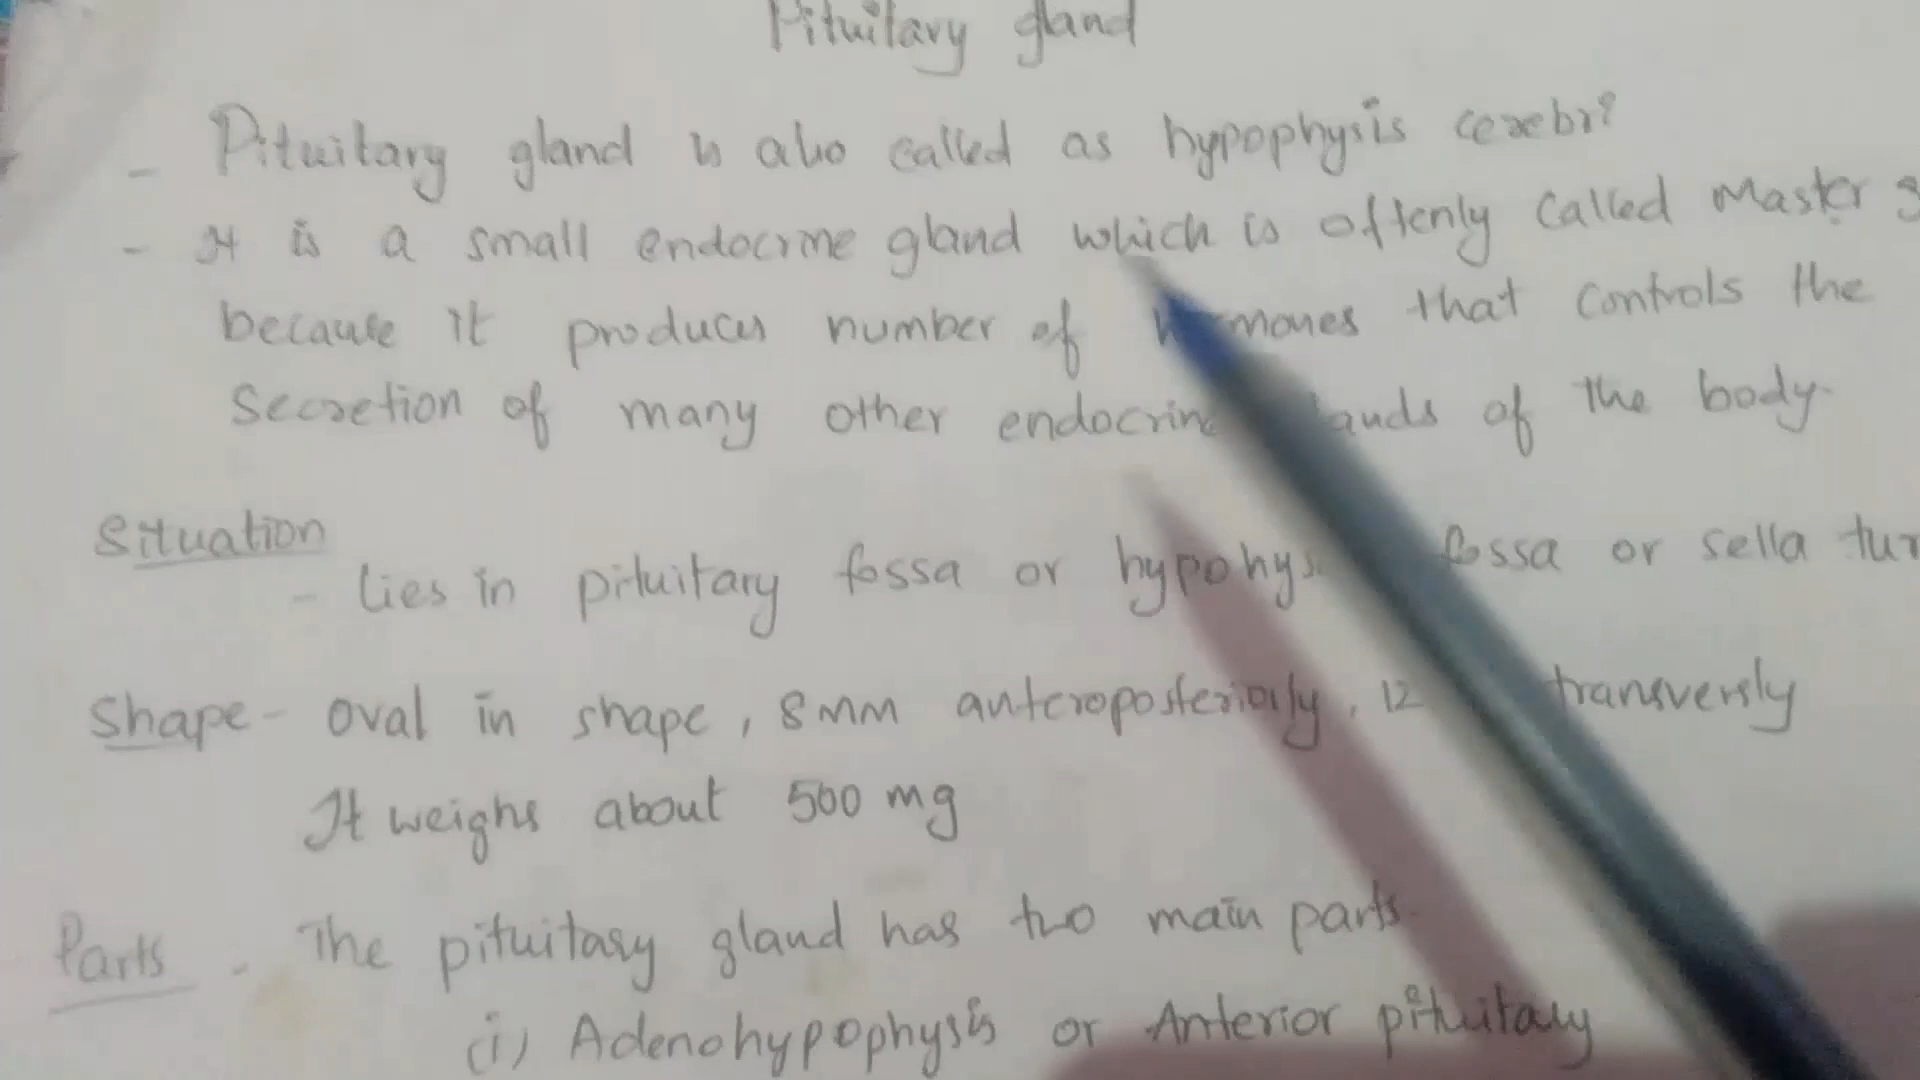 Pituitary gland
- Pituitary gland is also called as hypophysis cerebri
- It is a small endocrine gland which is oftenly called Master
because it produces number of that controls the
Secretion of many other endocrine of the body.
Situation
- Lies in pituitary fossa or fossa or sella
Shape - oval in shape, 8mm anteroposteriorly, 12 transversly
It weighs about 500 mg
Parts - The pituitary gland has two main parts.
(i) Adenohypophysis or Anterior pituitary